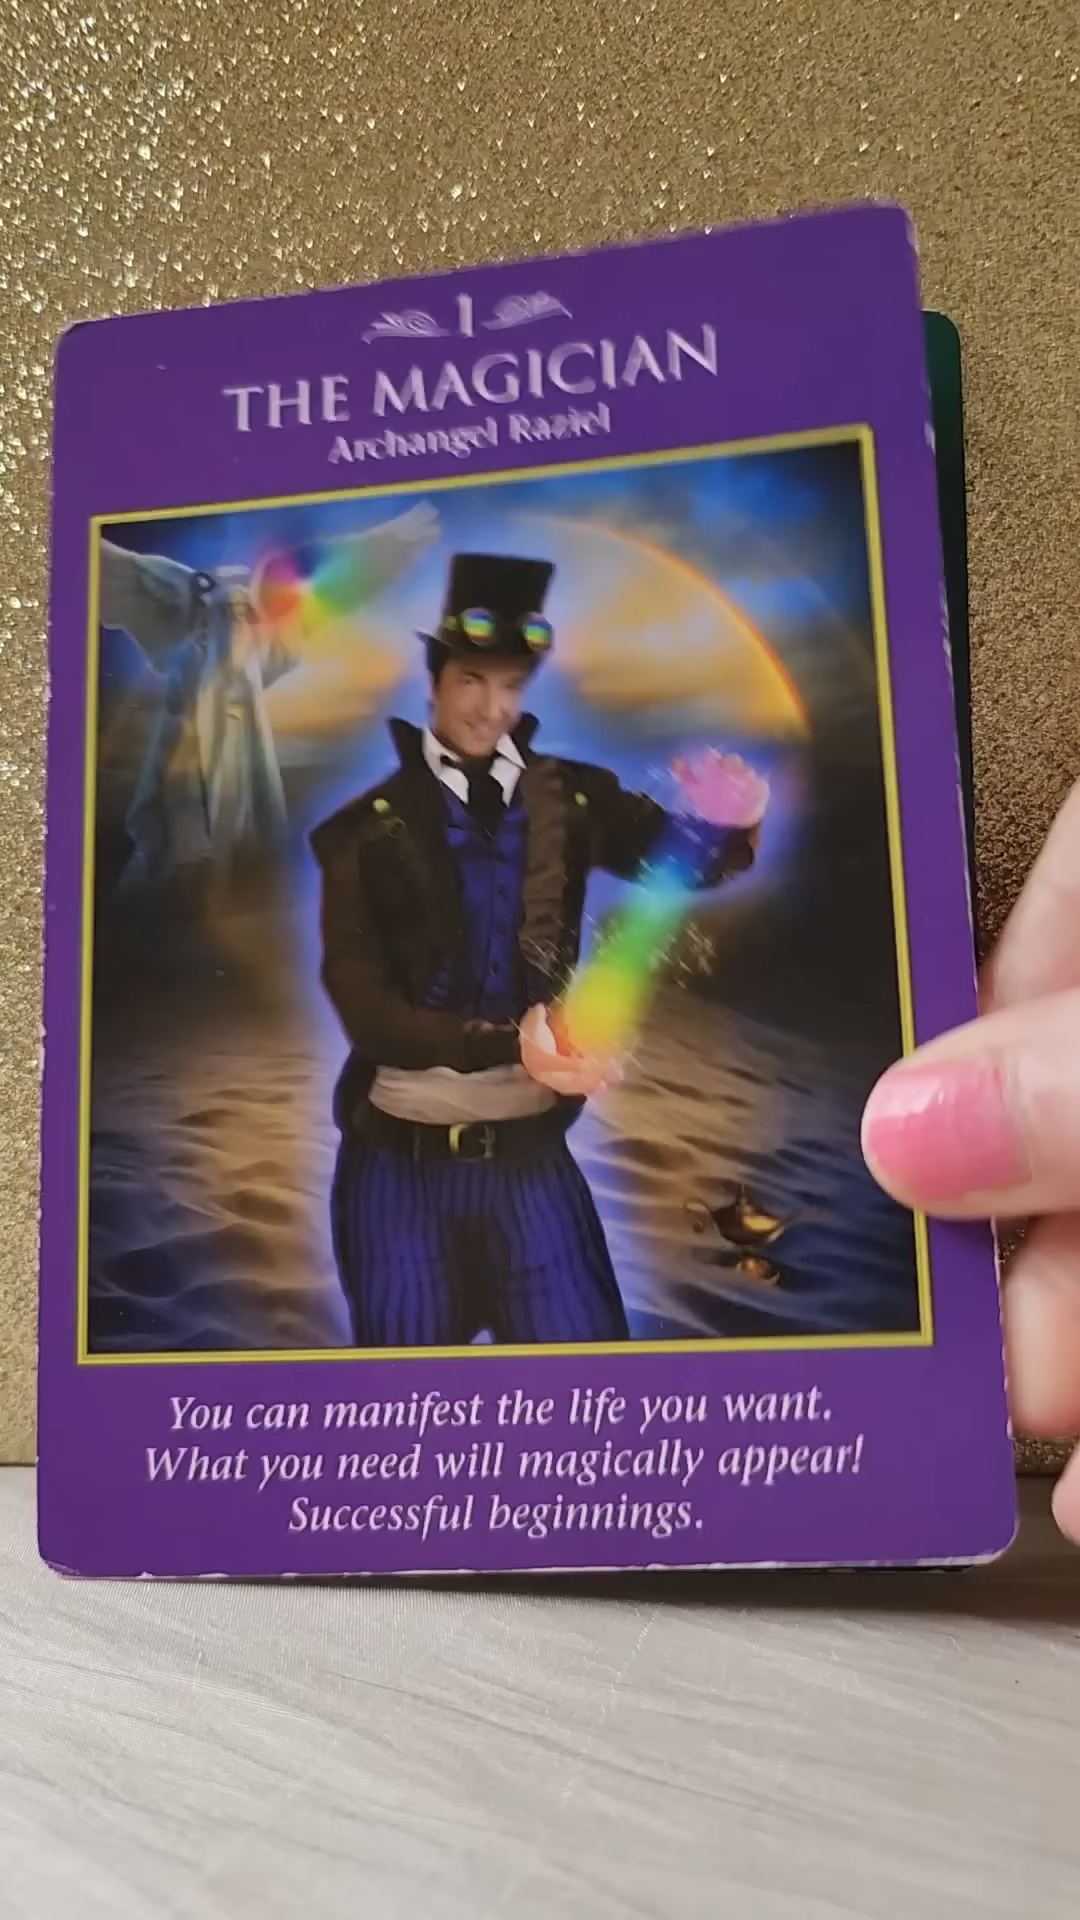 I
THE MAGICIAN
Archangel Raziel
You can manifest the life you want.
What you need will magically appear!
Successful beginnings.